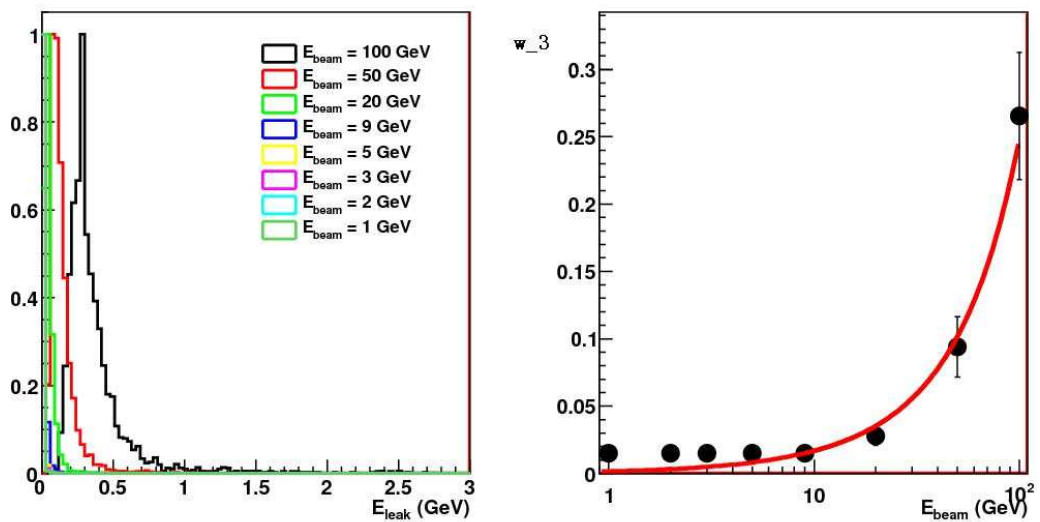 1
0.8
0.6
0.4
0.2
0
0 0.5 1 1.5 2 2.5 3
E_leak (GeV)
E_beam = 100 GeV
E_beam = 50 GeV
E_beam = 20 GeV
E_beam = 9 GeV
E_beam = 5 GeV
E_beam = 3 GeV
E_beam = 2 GeV
E_beam = 1 GeV
w_3
0.3
0.25
0.2
0.15
0.1
0.05
0
1 10 10²
E_beam (GeV)